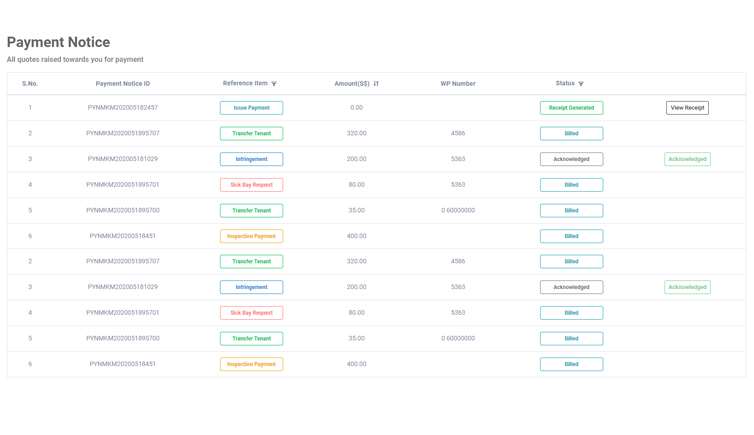 Payment Notice
All quotes raised towards you for payment
S.No. Payment Notice ID Reference Item Amount(S$) WP Number Status
1 PYNMKM202005182457 Issue Payment 0.00 Receipt Generated View Receipt
2 PYNMKM2020051895707 Transfer Tenant 320.00 4586 Billed
3 PYNMKM202005181029 Infringement 200.00 5363 Acknowledged Acknowledged
4 PYNMKM2020051895701 Sick Bay Request 80.00 5363 Billed
5 PYNMKM2020051895700 Transfer Tenant 35.00 0 60000000 Billed
6 PYNMKM20200518451 Inspection Payment 400.00 Billed
2 PYNMKM2020051895707 Transfer Tenant 320.00 4586 Billed
3 PYNMKM202005181029 Infringement 200.00 5363 Acknowledged Acknowledged
4 PYNMKM2020051895701 Sick Bay Request 80.00 5363 Billed
5 PYNMKM2020051895700 Transfer Tenant 35.00 0 60000000 Billed
6 PYNMKM20200518451 Inspection Payment 400.00 Billed